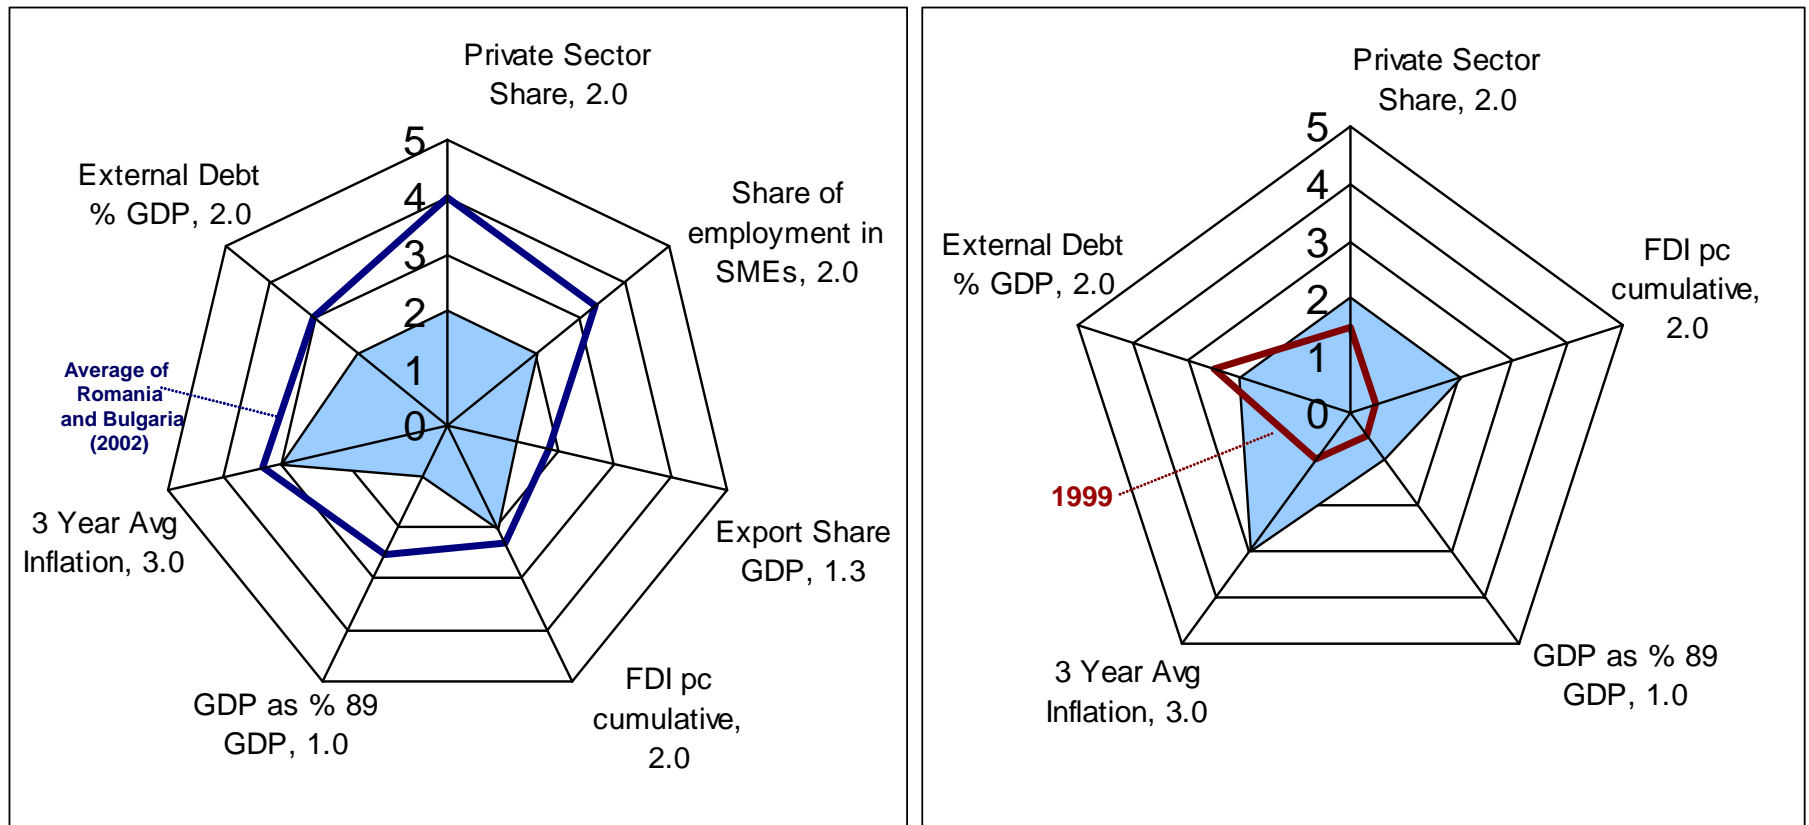 Private Sector
Share, 2.0
5
4
3
2
1
0
Share of
employment in
SMEs, 2.0
Export Share
GDP, 1.3
FDI pc
cumulative,
2.0
GDP as % 89
GDP, 1.0
3 Year Avg
Inflation, 3.0
External Debt
% GDP, 2.0
Average of
Romania
and Bulgaria
(2002)
Private Sector
Share, 2.0
5
4
3
2
1
0
FDI pc
cumulative,
2.0
GDP as % 89
GDP, 1.0
3 Year Avg
Inflation, 3.0
External Debt
% GDP, 2.0
1999